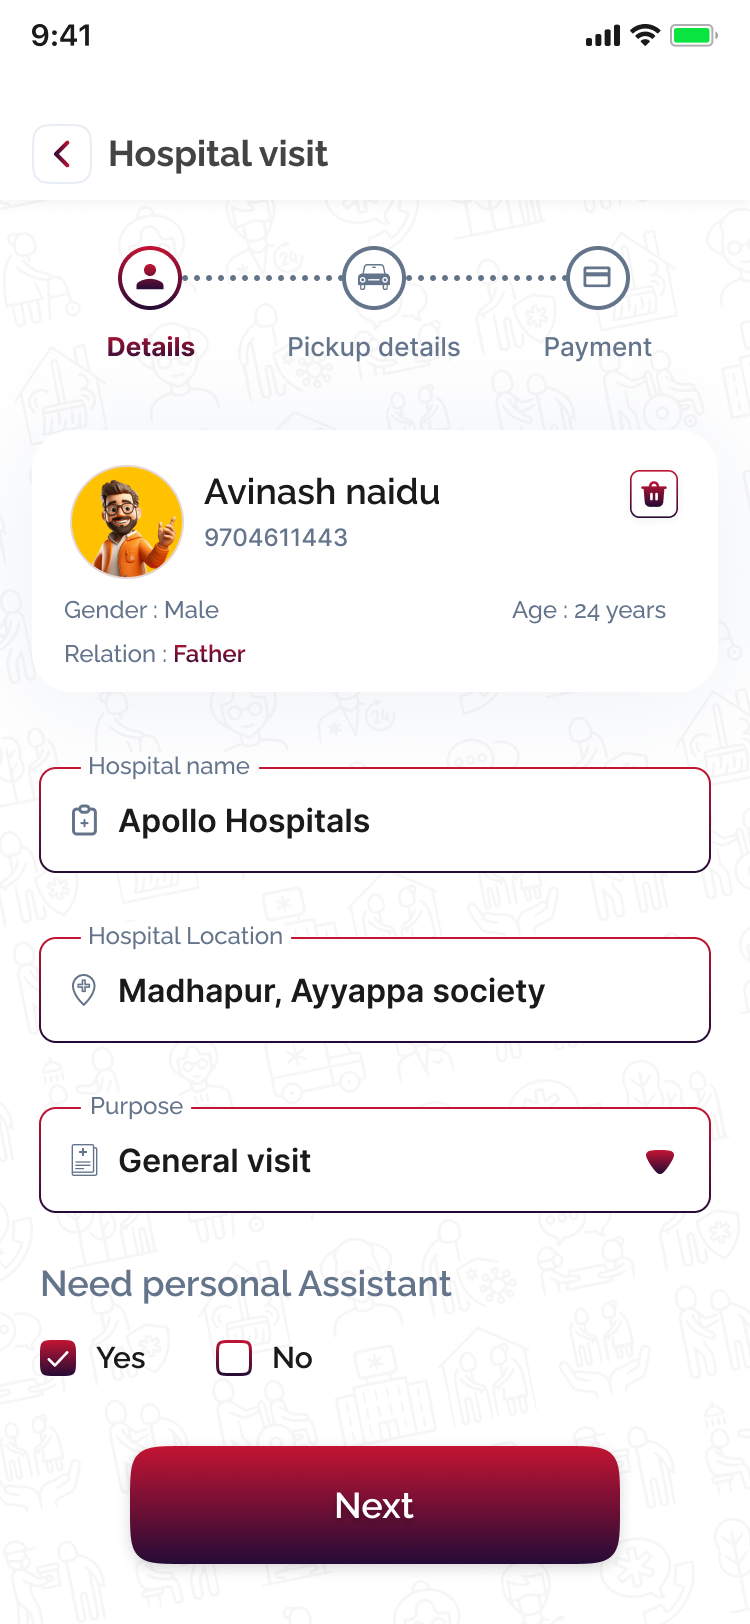 9:41
Hospital visit
Details
Pickup details
Payment
Avinash naidu
9704611443
Gender : Male
Age : 24 years
Relation : Father
Hospital name
Apollo Hospitals
Hospital Location
Madhapur, Ayyappa society
Purpose
General visit
Need personal Assistant
Yes
No
Next